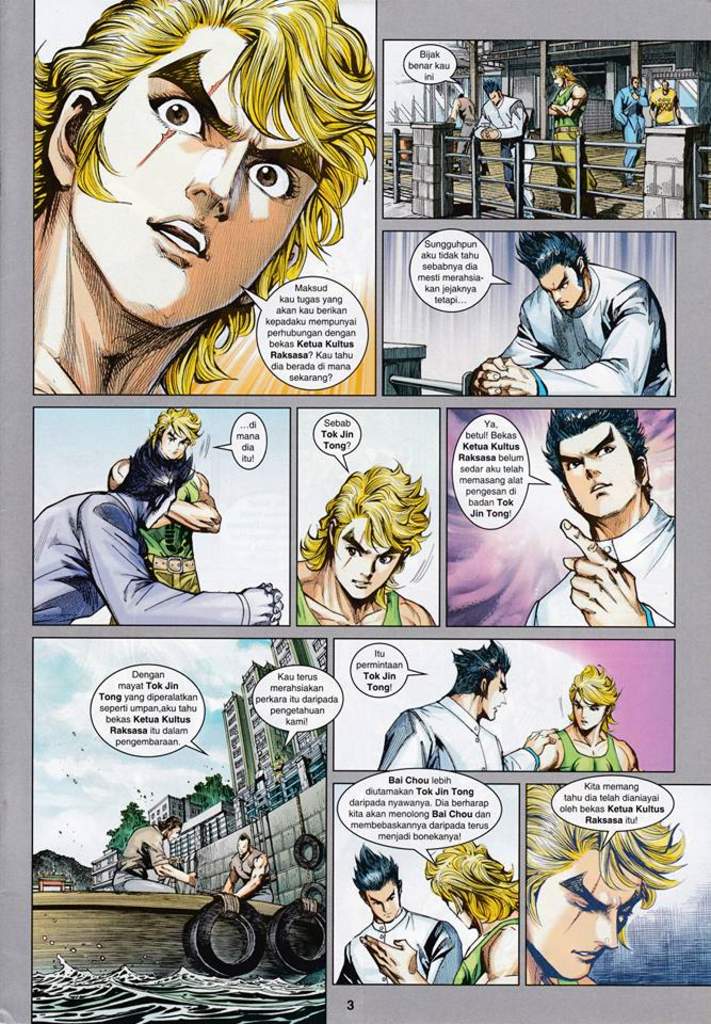 Maksud
kau tugas yang
akan kau berikan
kepadaku mempunyai
perhubungan dengan
bekas Ketua Kultus
Raksasa? Kau tahu
dia berada di mana
sekarang?
Bijak
benar kau
ini
Sungguhpun
aku tidak tahu
sebabnya dia
mesti merahsia-
kan jejaknya
tetapi...
...di
mana
dia
itu!
Sebab
Tok Jin
Tong?
Ya,
betul! Bekas
Ketua Kultus
Raksasa belum
sedar aku telah
memasang alat
pengesan di
badan Tok
Jin Tong!
Dengan
mayat Tok Jin
Tong yang diperalatkan
seperti umpan,aku tahu
bekas Ketua Kultus
Raksasa itu dalam
pengembaraan.
Kau terus
merahsiakan
perkara itu daripada
pengetahuan
kami!
Itu
permintaan
Tok Jin
Tong!
Bai Chou lebih
diutamakan Tok Jin Tong
daripada nyawanya. Dia berharap
kita akan menolong Bai Chou dan
membebaskannya daripada terus
menjadi bonekanya!
Kita memang
tahu dia telah dianiayai
oleh bekas Ketua Kultus
Raksasa itu!
3